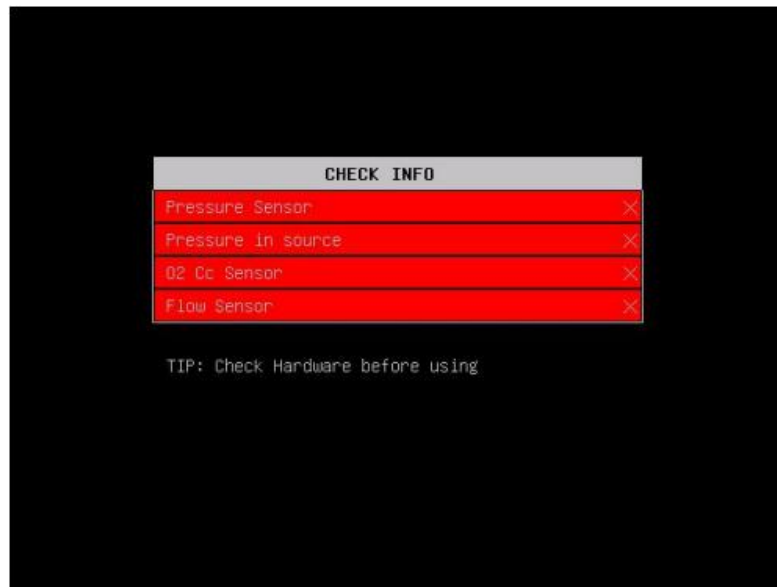 CHECK INFO
Pressure Sensor ×
Pressure in source ×
O2 Cc Sensor ×
Flow Sensor ×
TIP: Check Hardware before using